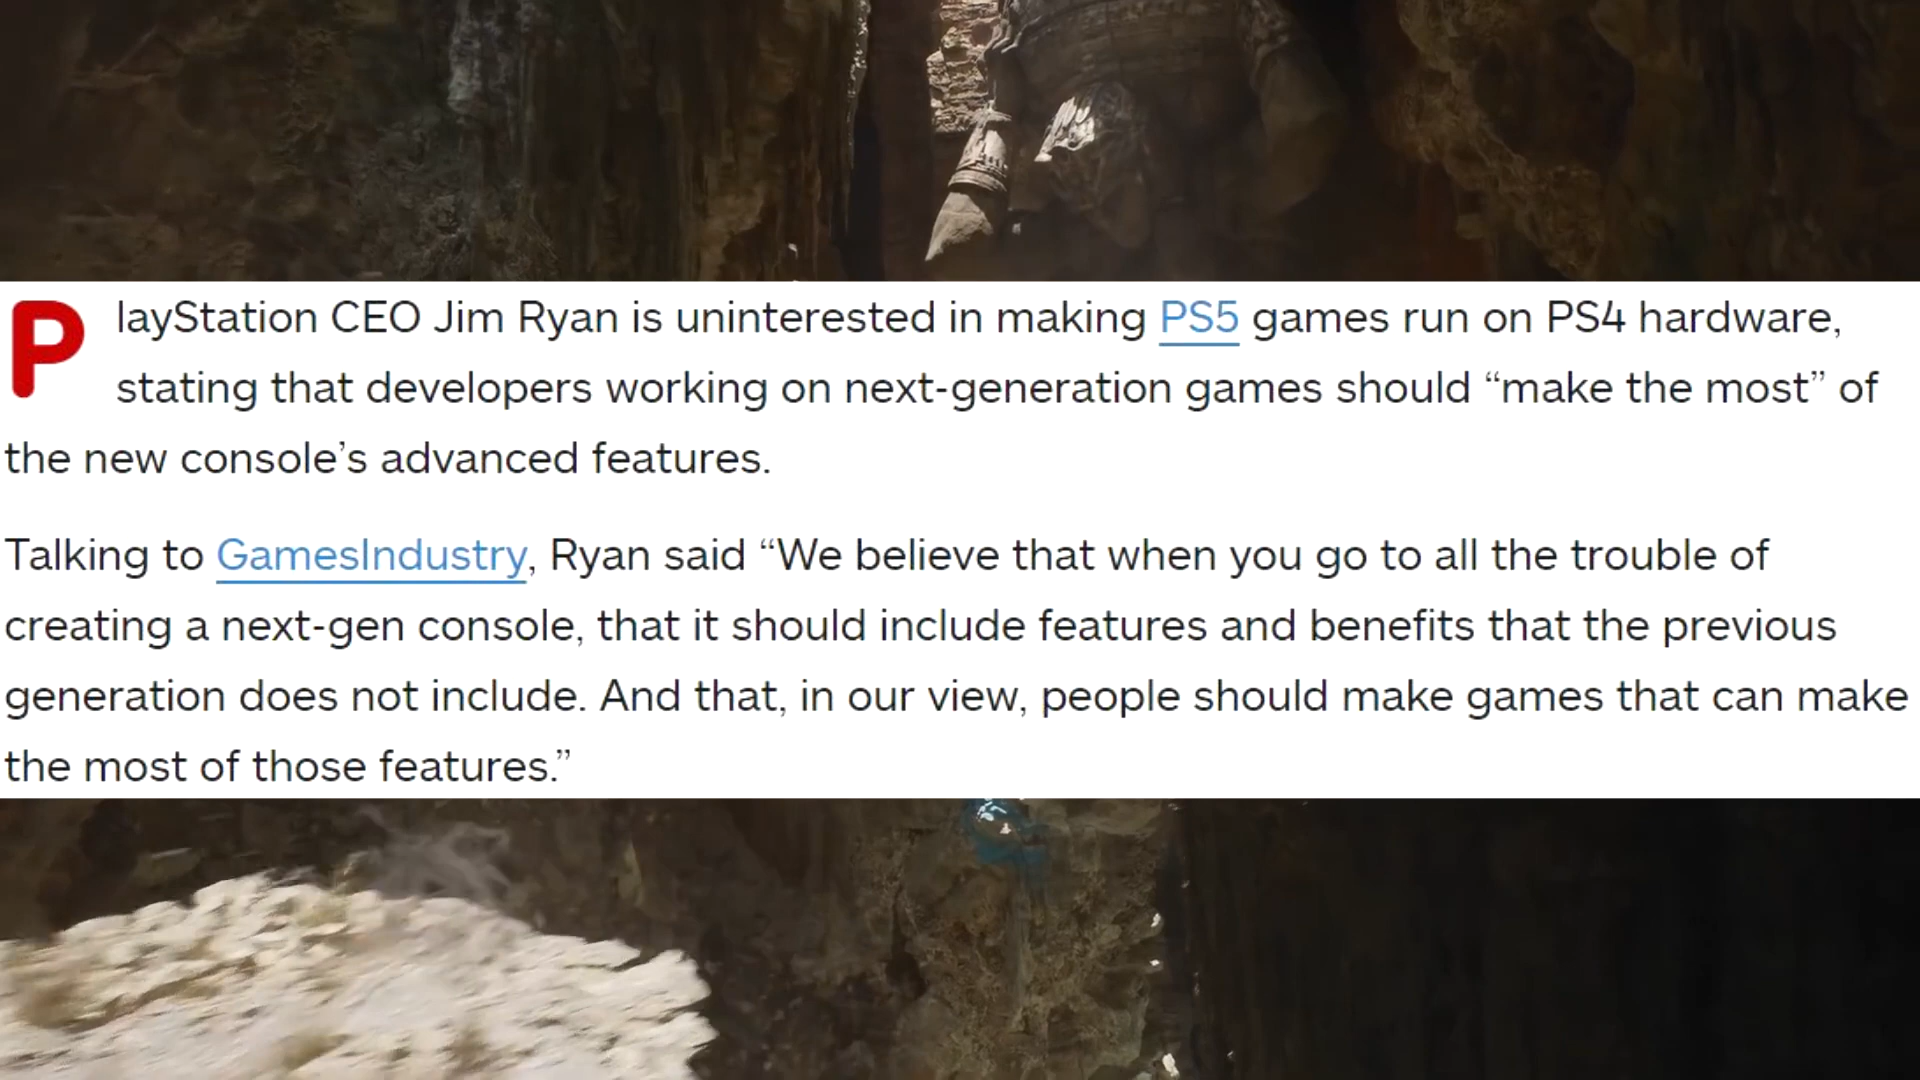 PlayStation CEO Jim Ryan is uninterested in making PS5 games run on PS4 hardware,
stating that developers working on next-generation games should “make the most” of
the new console’s advanced features.
Talking to GamesIndustry, Ryan said “We believe that when you go to all the trouble of
creating a next-gen console, that it should include features and benefits that the previous
generation does not include. And that, in our view, people should make games that can make
the most of those features.”